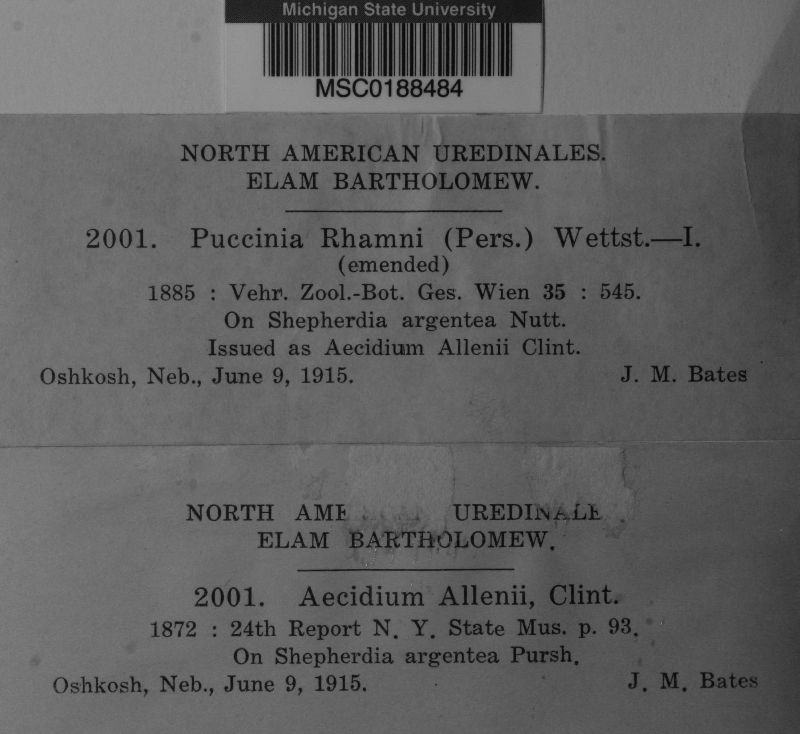 Michigan State University
MSC0188484
NORTH AMERICAN UREDINALES.
ELAM BARTHOLOMEW.
2001. Puccinia Rhamni (Pers.) Wettst.—I.
(emended)
1885 : Vehr. Zool.-Bot. Ges. Wien 35 : 545.
On Shepherdia argentea Nutt.
Issued as Aecidium Allenii Clint.
Oshkosh, Neb., June 9, 1915. J. M. Bates
NORTH AME UREDINALE
ELAM BARTHOLOMEW.
2001. Aecidium Allenii, Clint.
1872 : 24th Report N. Y. State Mus. p. 93.
On Shepherdia argentea Pursh.
Oshkosh, Neb., June 9, 1915. J. M. Bates